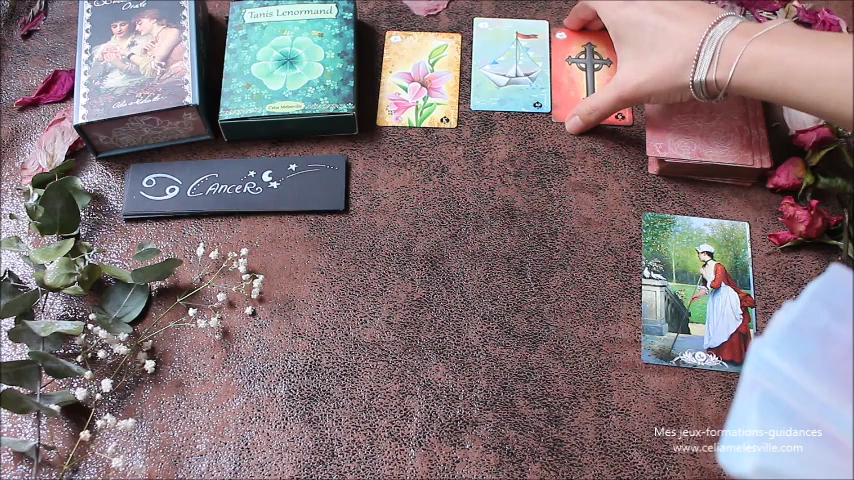 Tanis Lenormand
Célia Melesville
Cancer
Mes jeux-formations-guidances
www.celiamelesville.com